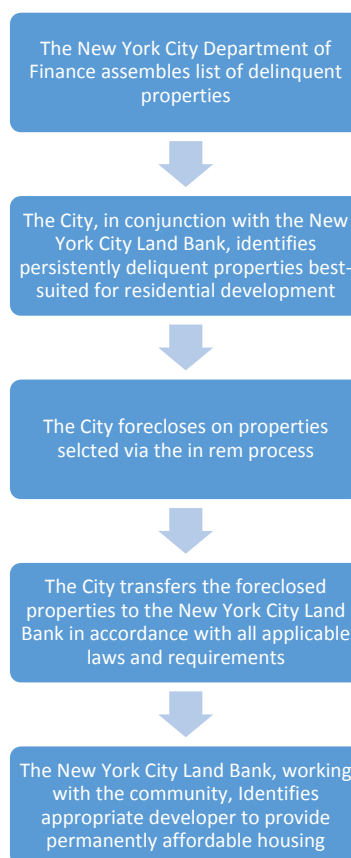 The New York City Department of
Finance assembles list of delinquent
properties
The City, in conjunction with the New
York City Land Bank, identifies
persistently deliquent properties best-
suited for residential development
The City forecloses on properties
selcted via the in rem process
The City transfers the foreclosed
properties to the New York City Land
Bank in accordance with all applicable
laws and requirements
The New York City Land Bank, working
with the community, Identifies
appropriate developer to provide
permanently affordable housing